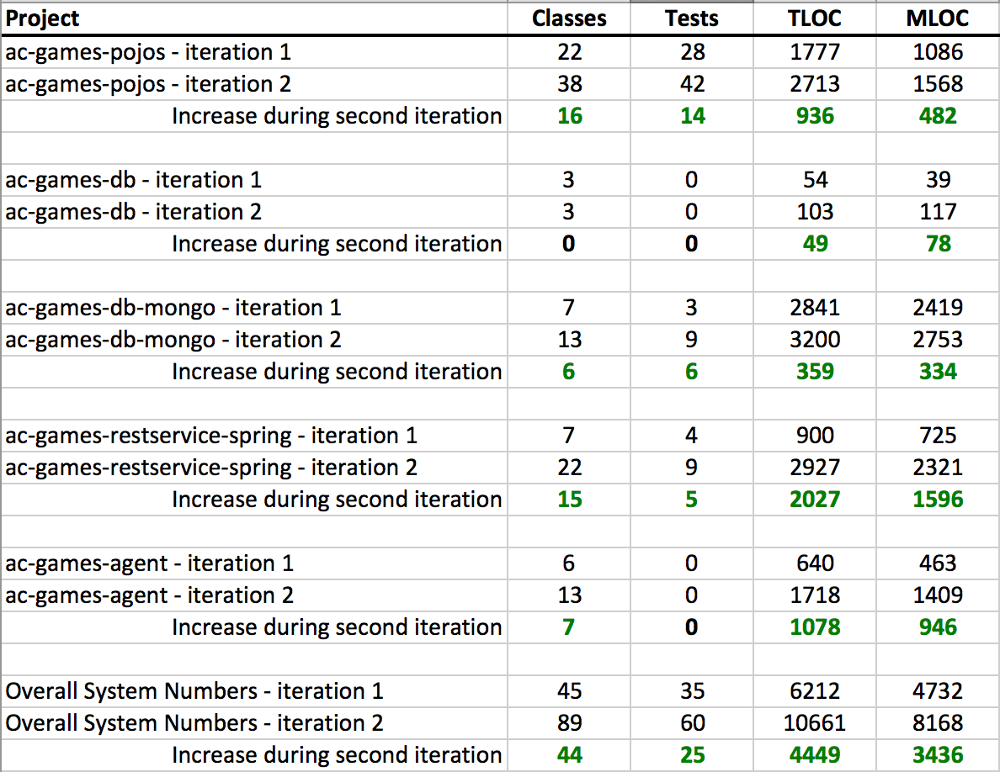 Project Classes Tests TLOC MLOC
ac-games-pojos - iteration 1 22 28 1777 1086
ac-games-pojos - iteration 2 38 42 2713 1568
Increase during second iteration 16 14 936 482
ac-games-db - iteration 1 3 0 54 39
ac-games-db - iteration 2 3 0 103 117
Increase during second iteration 0 0 49 78
ac-games-db-mongo - iteration 1 7 3 2841 2419
ac-games-db-mongo - iteration 2 13 9 3200 2753
Increase during second iteration 6 6 359 334
ac-games-restservice-spring - iteration 1 7 4 900 725
ac-games-restservice-spring - iteration 2 22 9 2927 2321
Increase during second iteration 15 5 2027 1596
ac-games-agent - iteration 1 6 0 640 463
ac-games-agent - iteration 2 13 0 1718 1409
Increase during second iteration 7 0 1078 946
Overall System Numbers - iteration 1 45 35 6212 4732
Overall System Numbers - iteration 2 89 60 10661 8168
Increase during second iteration 44 25 4449 3436